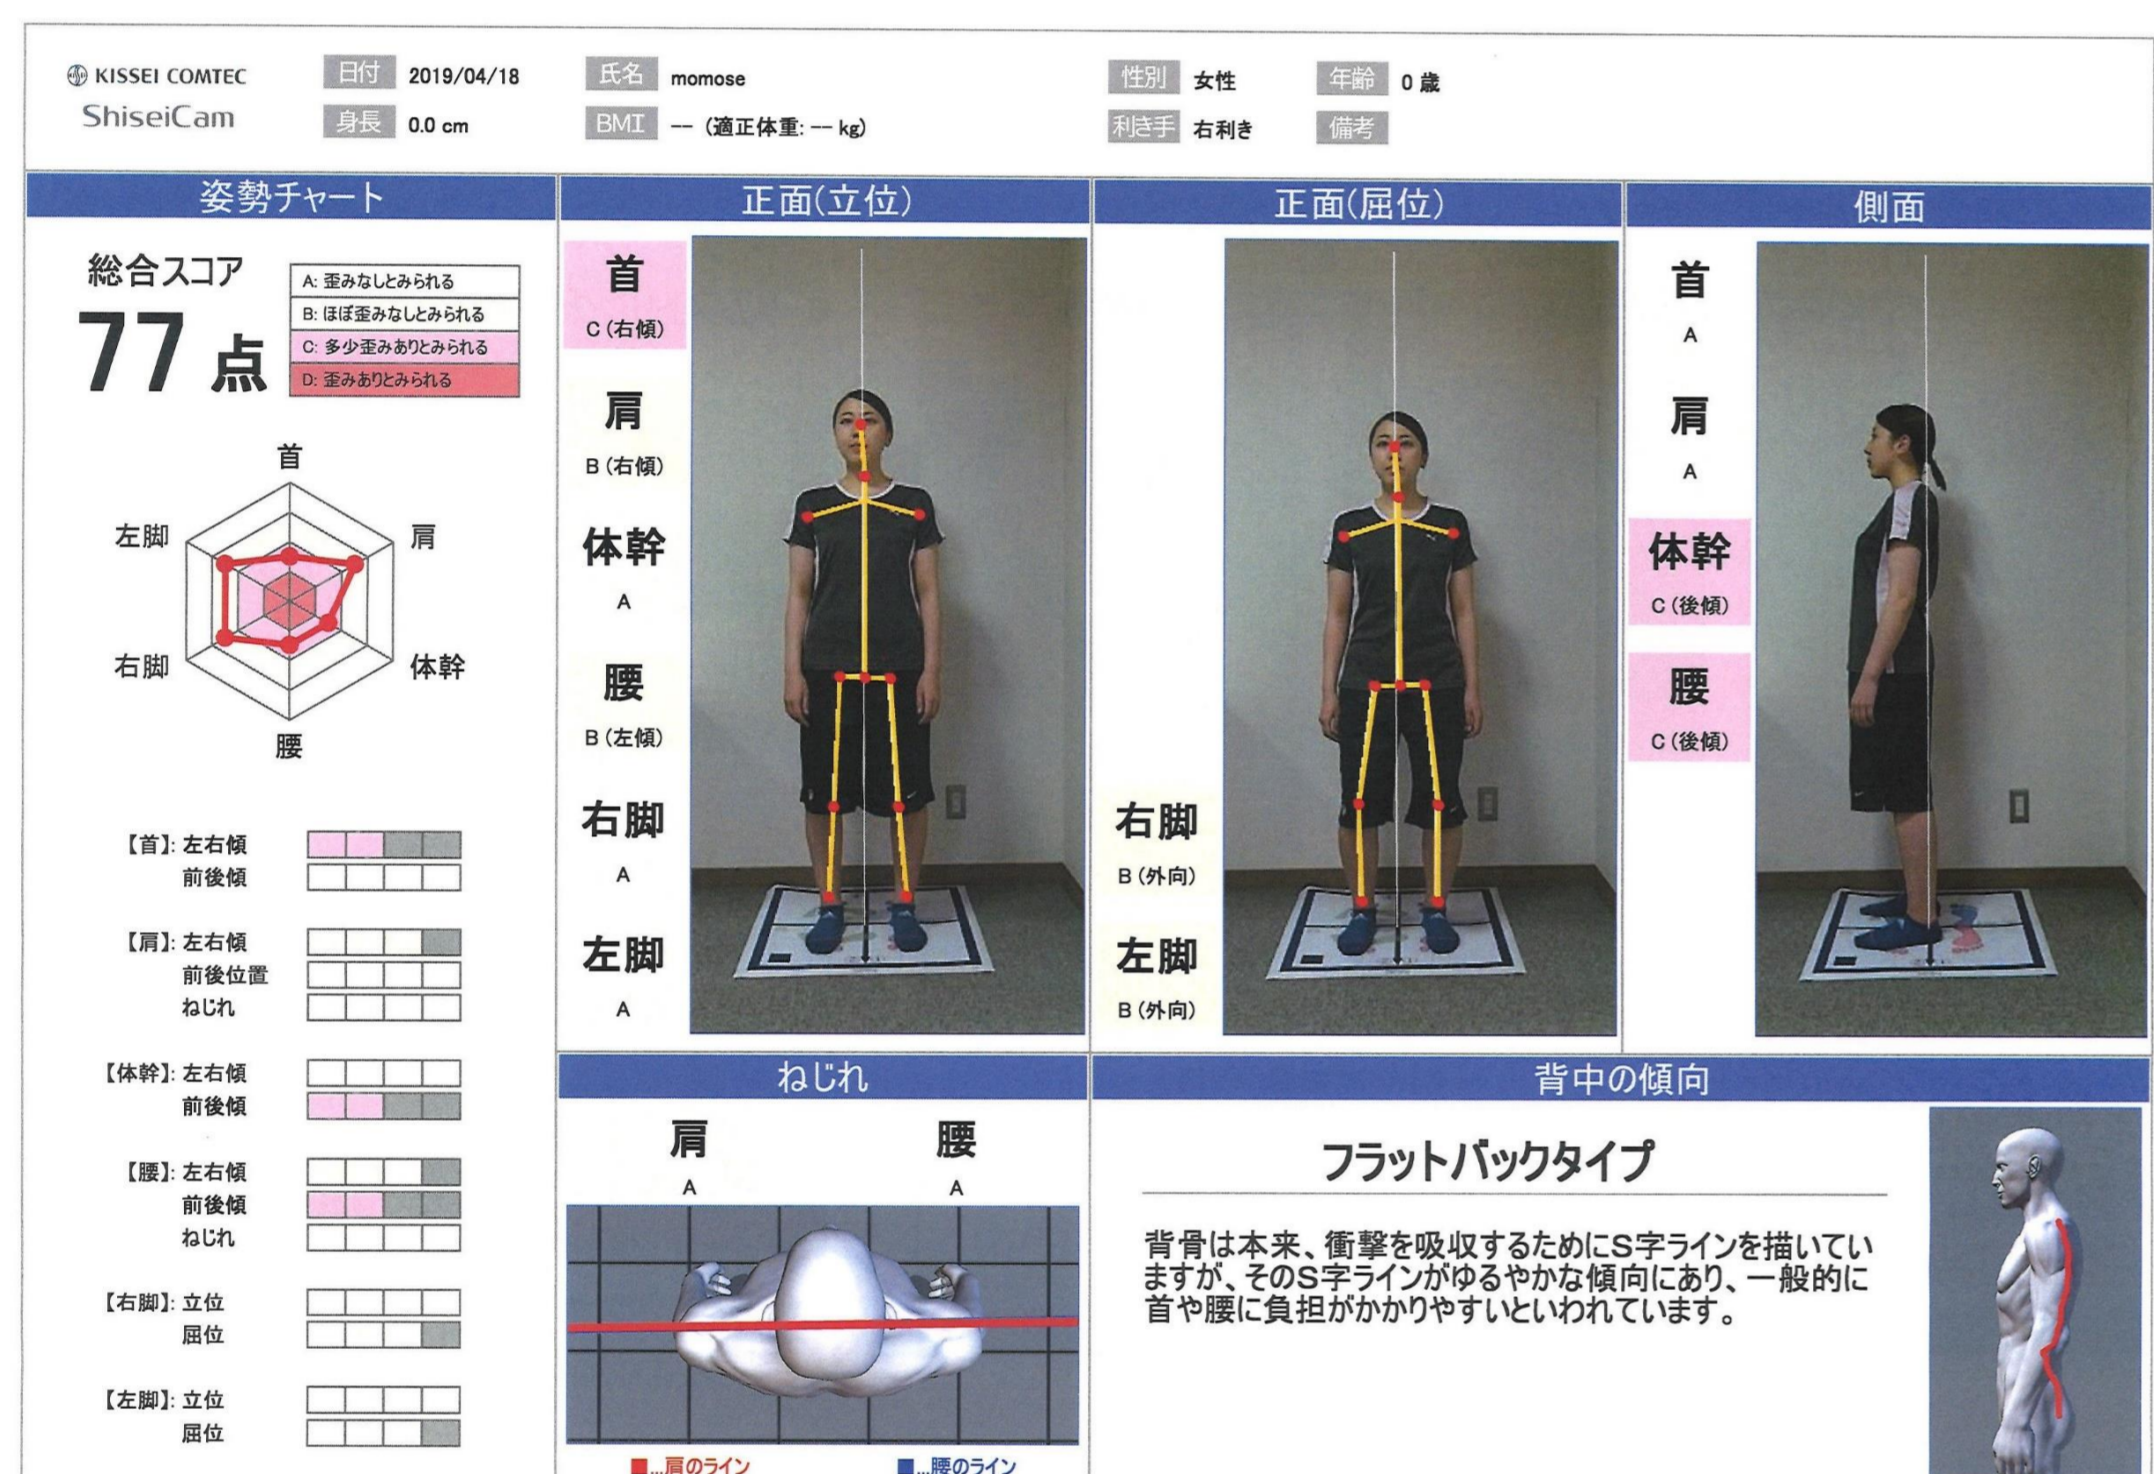 KISSEI COMTEC
ShiseiCam
日付 2019/04/18
氏名 momose
性別 女性
年齢 0 歳
身長 0.0 cm
BMI -- (適正体重: -- kg)
利き手 右利き
備考
姿勢チャート
総合スコア
77 点
A: 歪みなしとみられる
B: ほぼ歪みなしとみられる
C: 多少歪みありとみられる
D: 歪みありとみられる
首
肩
体幹
腰
右脚
左脚
【首】: 左右傾
前後傾
【肩】: 左右傾
前後位置
ねじれ
【体幹】: 左右傾
前後傾
【腰】: 左右傾
前後傾
ねじれ
【右脚】: 立位
屈位
【左脚】: 立位
屈位
正面(立位)
首
C (右傾)
肩
B (右傾)
体幹
A
腰
B (左傾)
右脚
A
左脚
A
正面(屈位)
右脚
B (外向)
左脚
B (外向)
側面
首
A
肩
A
体幹
C (後傾)
腰
C (後傾)
ねじれ
肩
A
腰
A
■...肩のライン
■...腰のライン
背中の傾向
フラットバックタイプ
背骨は本来、衝撃を吸収するためにS字ラインを描いてい
ますが、そのS字ラインがゆるやかな傾向にあり、一般的に
首や腰に負担がかかりやすいといわれています。